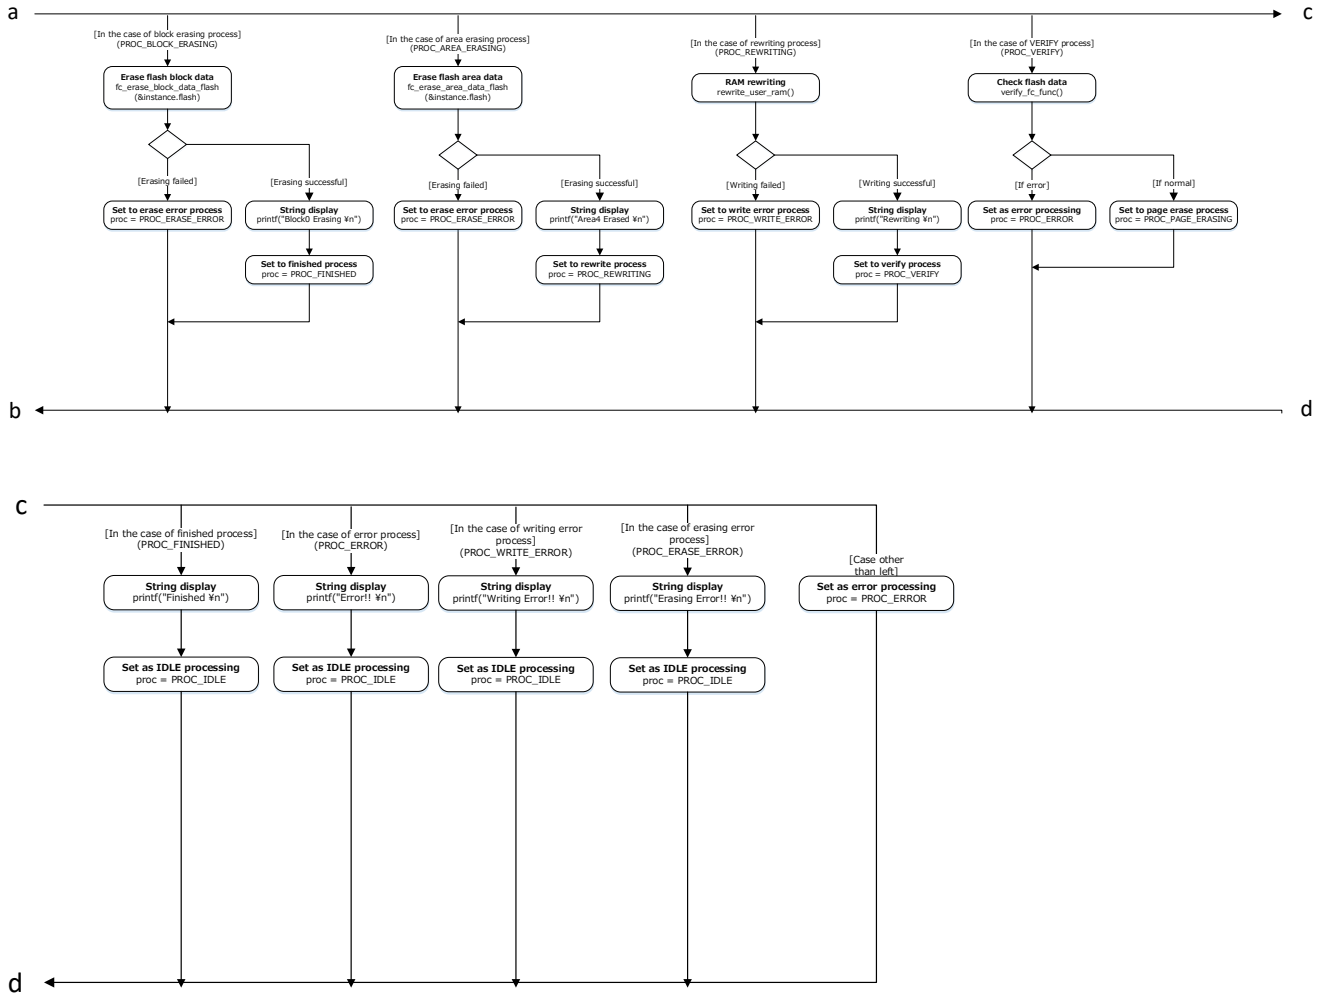 a
c
[In the case of block erasing process]
(PROC_BLOCK_ERASING)
Erase flash block data
fc_erase_block_data_flash
(&instance.flash)
[Erasing failed]
[Erasing successful]
Set to erase error process
proc = PROC_ERASE_ERROR
String display
printf("Block0 Erasing ¥n")
Set to finished process
proc = PROC_FINISHED
[In the case of area erasing process]
(PROC_AREA_ERASING)
Erase flash area data
fc_erase_area_data_flash
(&instance.flash)
[Erasing failed]
[Erasing successful]
Set to erase error process
proc = PROC_ERASE_ERROR
String display
printf("Area4 Erased ¥n")
Set to rewrite process
proc = PROC_REWRITING
[In the case of rewriting process]
(PROC_REWRITING)
RAM rewriting
rewrite_user_ram()
[Writing failed]
[Writing successful]
Set to write error process
proc = PROC_WRITE_ERROR
String display
printf("Rewriting ¥n")
Set to verify process
proc = PROC_VERIFY
[In the case of VERIFY process]
(PROC_VERIFY)
Check flash data
verify_fc_func()
[If error]
[If normal]
Set as error processing
proc = PROC_ERROR
Set to page erase process
proc = PROC_PAGE_ERASING
b
d
c
[In the case of finished process]
(PROC_FINISHED)
String display
printf("Finished ¥n")
Set as IDLE processing
proc = PROC_IDLE
[In the case of error process]
(PROC_ERROR)
String display
printf("Error!! ¥n")
Set as IDLE processing
proc = PROC_IDLE
[In the case of writing error
process]
(PROC_WRITE_ERROR)
String display
printf("Writing Error!! ¥n")
Set as IDLE processing
proc = PROC_IDLE
[In the case of erasing error
process]
(PROC_ERASE_ERROR)
String display
printf("Erasing Error!! ¥n")
Set as IDLE processing
proc = PROC_IDLE
[Case other
than left]
Set as error processing
proc = PROC_ERROR
d